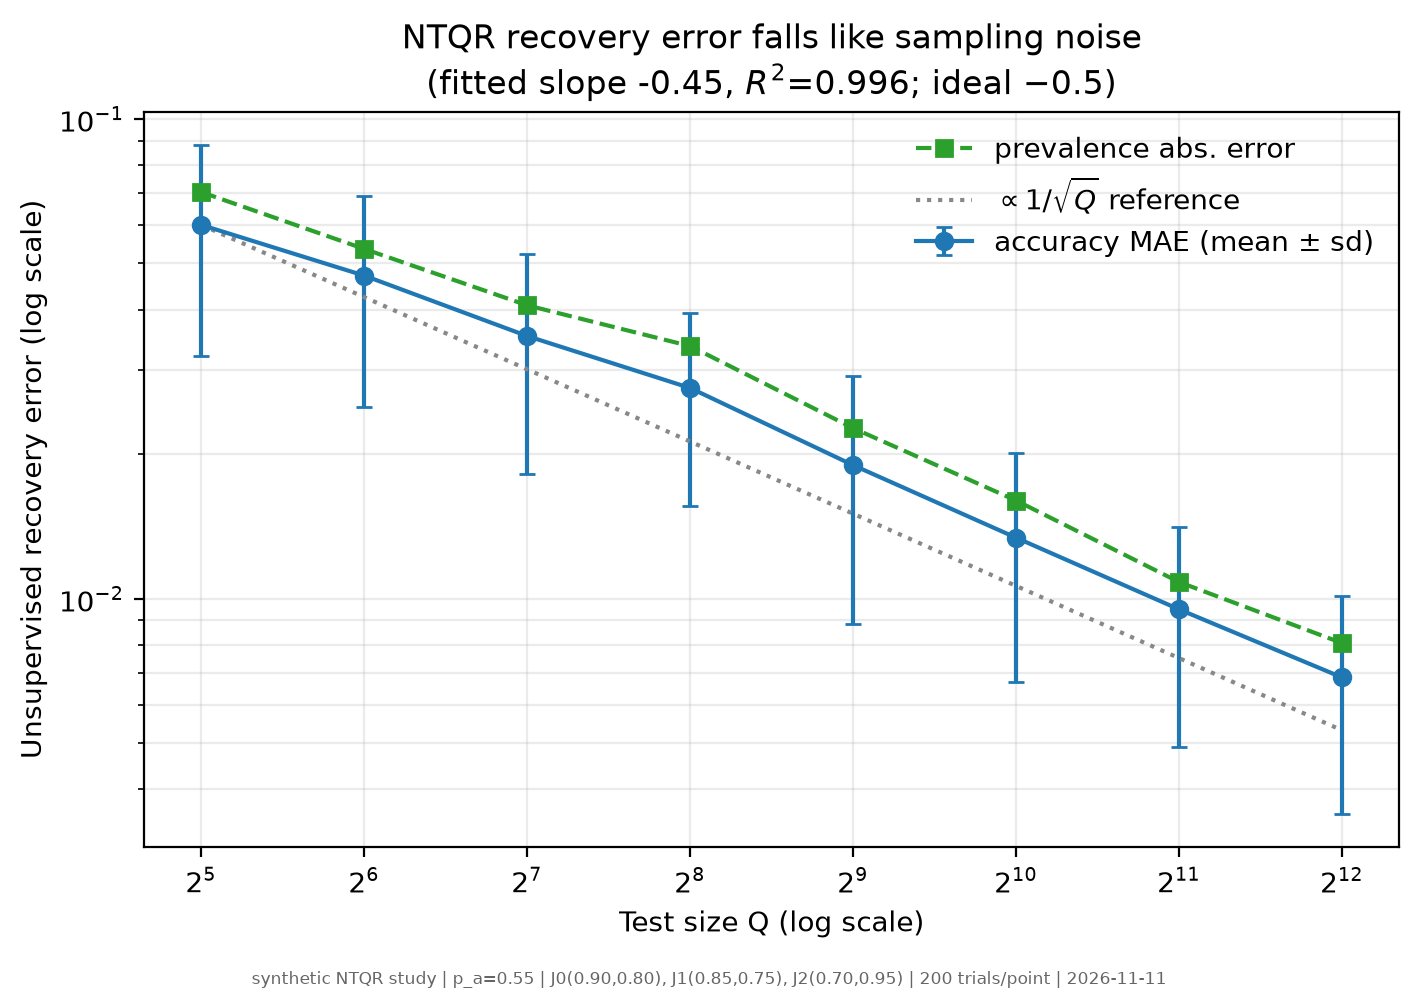 NTQR recovery error falls like sampling noise
(fitted slope -0.45, R²=0.996; ideal −0.5)
Unsupervised recovery error (log scale)
10⁻¹
10⁻²
prevalence abs. error
∝ 1/√Q reference
accuracy MAE (mean ± sd)
2⁵ 2⁶ 2⁷ 2⁸ 2⁹ 2¹⁰ 2¹¹ 2¹²
Test size Q (log scale)
synthetic NTQR study | p_a=0.55 | J0(0.90,0.80), J1(0.85,0.75), J2(0.70,0.95) | 200 trials/point | 2026-11-11